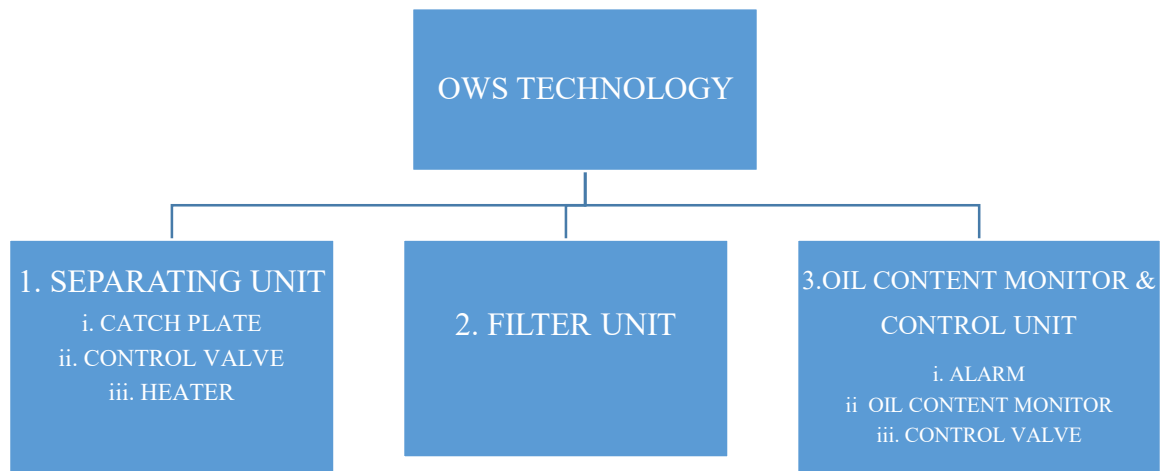 OWS TECHNOLOGY
1. SEPARATING UNIT
i. CATCH PLATE
ii. CONTROL VALVE
iii. HEATER
2. FILTER UNIT
3.OIL CONTENT MONITOR &
CONTROL UNIT
i. ALARM
ii OIL CONTENT MONITOR
iii. CONTROL VALVE